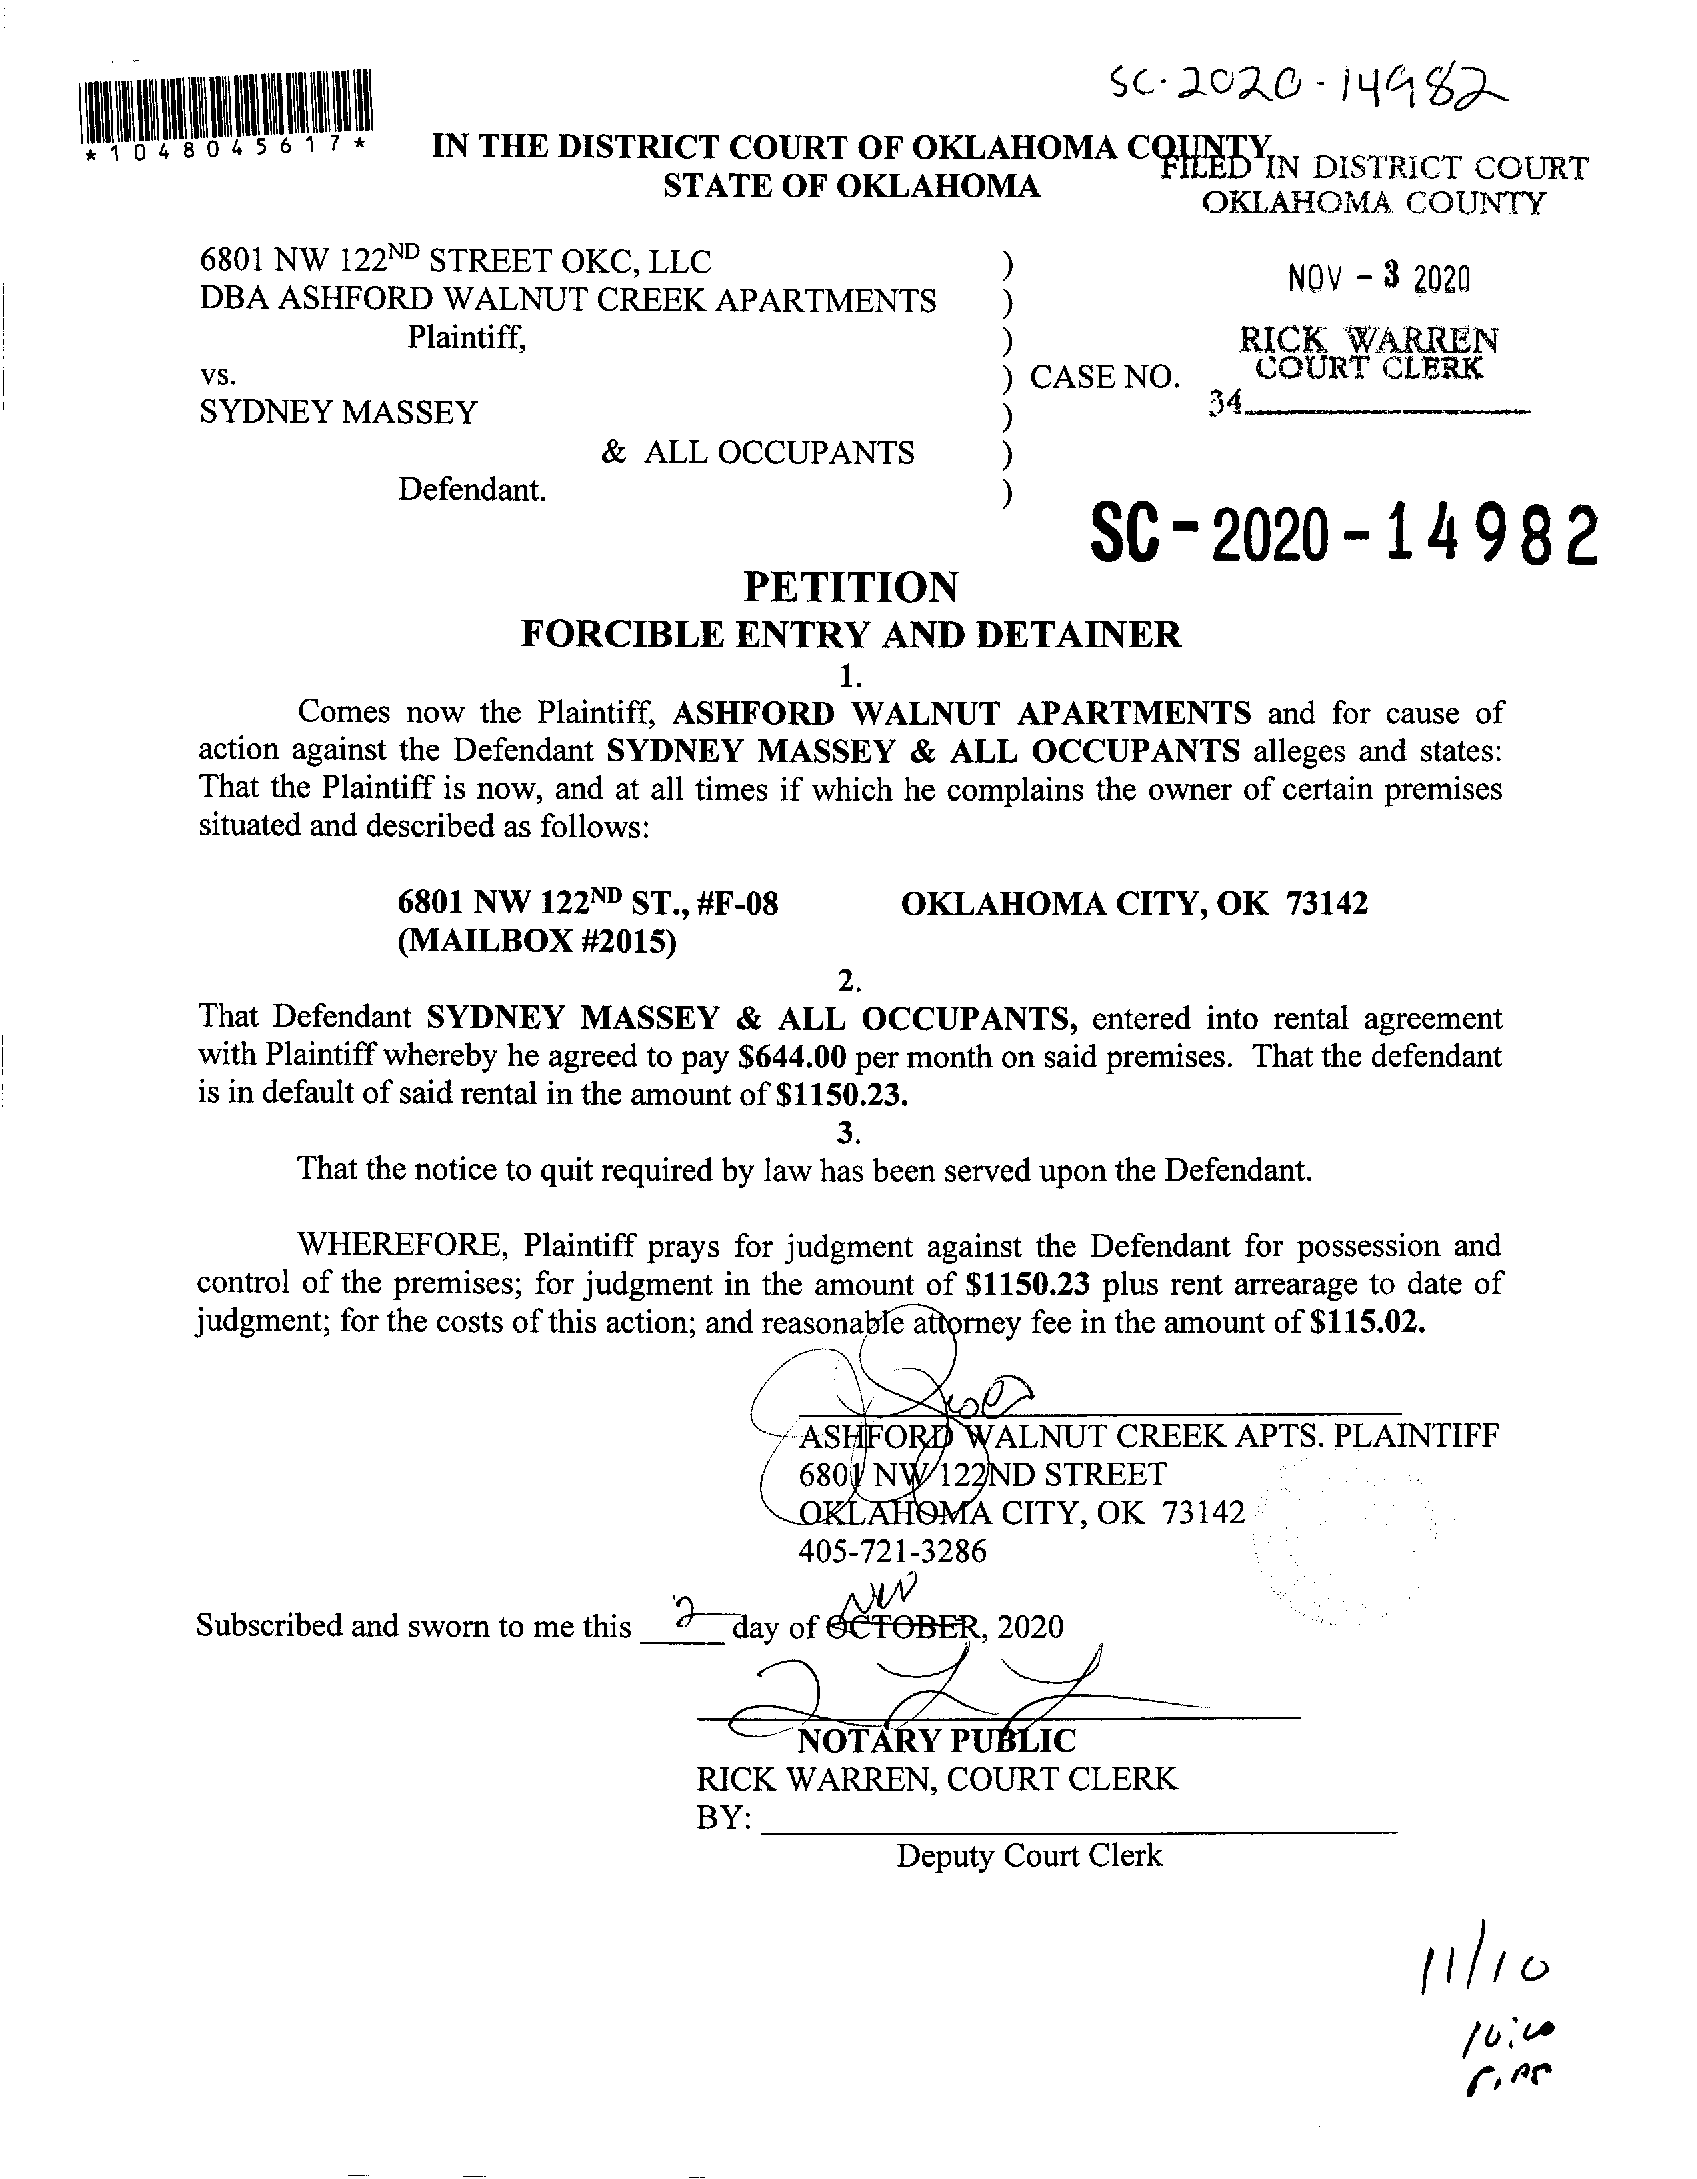 SC-2020-14982
*1048045617*
IN THE DISTRICT COURT OF OKLAHOMA COUNTY
STATE OF OKLAHOMA
FILED IN DISTRICT COURT
OKLAHOMA COUNTY
NOV - 3 2020
RICK WARREN
COURT CLERK
34
6801 NW 122ND STREET OKC, LLC )
DBA ASHFORD WALNUT CREEK APARTMENTS )
Plaintiff, )
vs. ) CASE NO.
SYDNEY MASSEY )
& ALL OCCUPANTS )
Defendant. )
SC-2020-14982
PETITION
FORCIBLE ENTRY AND DETAINER
1.
Comes now the Plaintiff, ASHFORD WALNUT APARTMENTS and for cause of
action against the Defendant SYDNEY MASSEY & ALL OCCUPANTS alleges and states:
That the Plaintiff is now, and at all times if which he complains the owner of certain premises
situated and described as follows:
6801 NW 122ND ST., #F-08 OKLAHOMA CITY, OK 73142
(MAILBOX #2015)
2.
That Defendant SYDNEY MASSEY & ALL OCCUPANTS, entered into rental agreement
with Plaintiff whereby he agreed to pay $644.00 per month on said premises. That the defendant
is in default of said rental in the amount of $1150.23.
3.
That the notice to quit required by law has been served upon the Defendant.
WHEREFORE, Plaintiff prays for judgment against the Defendant for possession and
control of the premises; for judgment in the amount of $1150.23 plus rent arrearage to date of
judgment; for the costs of this action; and reasonable attorney fee in the amount of $115.02.
ASHFORD WALNUT CREEK APTS. PLAINTIFF
6801 NW 122ND STREET
OKLAHOMA CITY, OK 73142
405-721-3286
Nov
Subscribed and sworn to me this 2 day of OCTOBER, 2020
NOTARY PUBLIC
RICK WARREN, COURT CLERK
BY:
Deputy Court Clerk
11/10